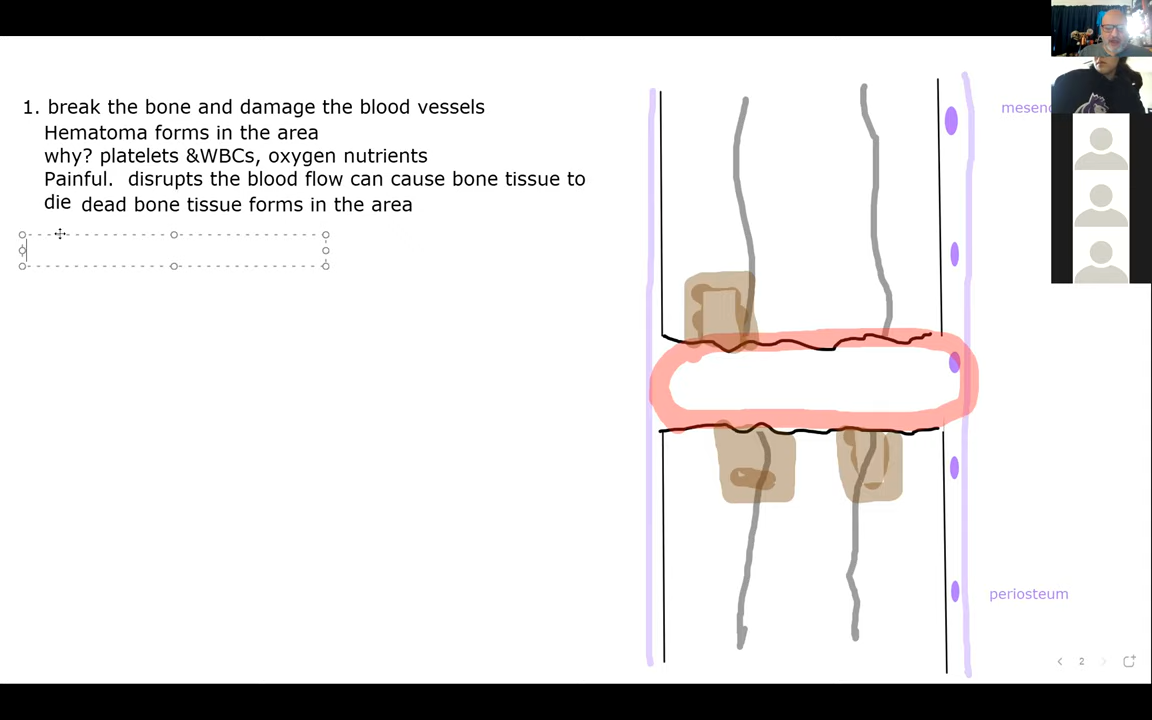 1. break the bone and damage the blood vessels
Hematoma forms in the area
why? platelets &WBCs, oxygen nutrients
Painful. disrupts the blood flow can cause bone tissue to
die dead bone tissue forms in the area
periosteum
2